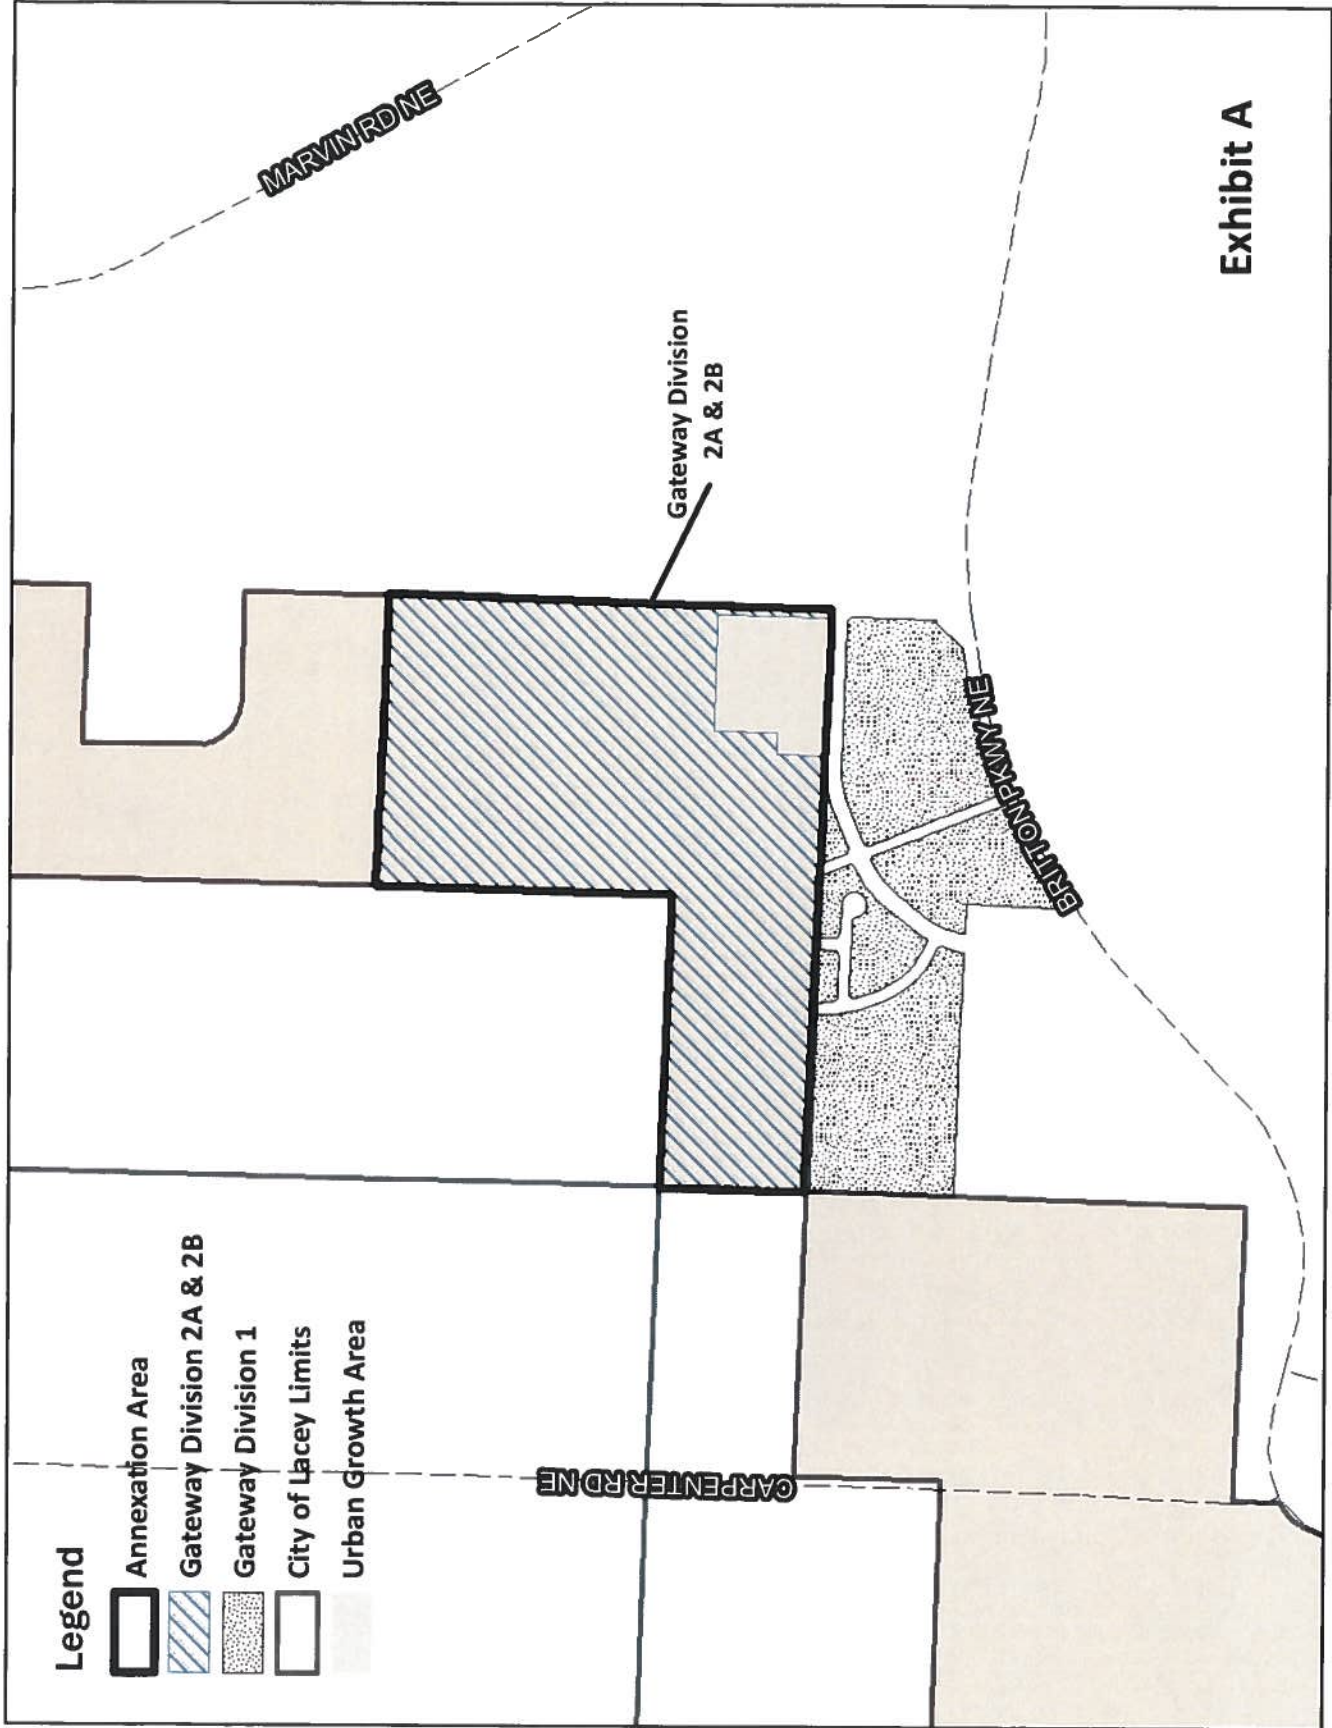 MARVIN RD NE
Gateway Division
2A & 2B
BRITTON PKWY NE
CARPENTER RD NE
Legend
Annexation Area
Gateway Division 2A & 2B
Gateway Division 1
City of Lacey Limits
Urban Growth Area
Exhibit A